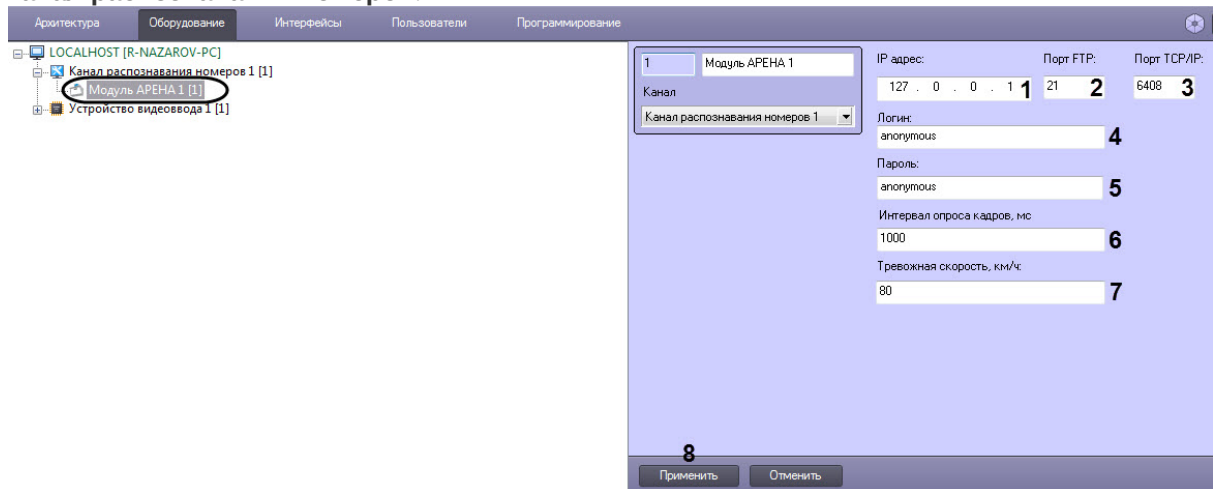 Архитектура Оборудование Интерфейсы Пользователи Программирование
LOCALHOST [R-NAZAROV-PC]
Канал распознавания номеров 1 [1]
Модуль АРЕНА 1 [1]
Устройство видеоввода 1 [1]
1 Модуль АРЕНА 1
Канал
Канал распознавания номеров 1
IP адрес: Порт FTP: Порт TCP/IP:
127 . 0 . 0 . 1 1 21 2 6408 3
Логин:
anonymous 4
Пароль:
anonymous 5
Интервал опроса кадров, мс
1000 6
Тревожная скорость, км/ч:
80 7
8
Применить Отменить